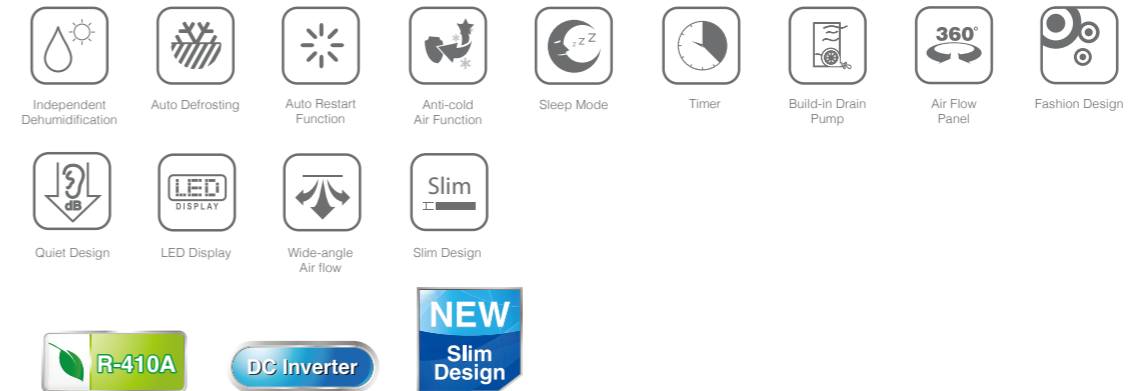 360°
Independent
Dehumidification
Auto Defrosting
Auto Restart
Function
Anti-cold
Air Function
zzZ
Sleep Mode
Timer
Build-in Drain
Pump
Air Flow
Panel
Fashion Design
dB
LED
DISPLAY
Slim
Quiet Design
LED Display
Wide-angle
Air flow
Slim Design
R-410A
DC Inverter
NEW
Slim
Design